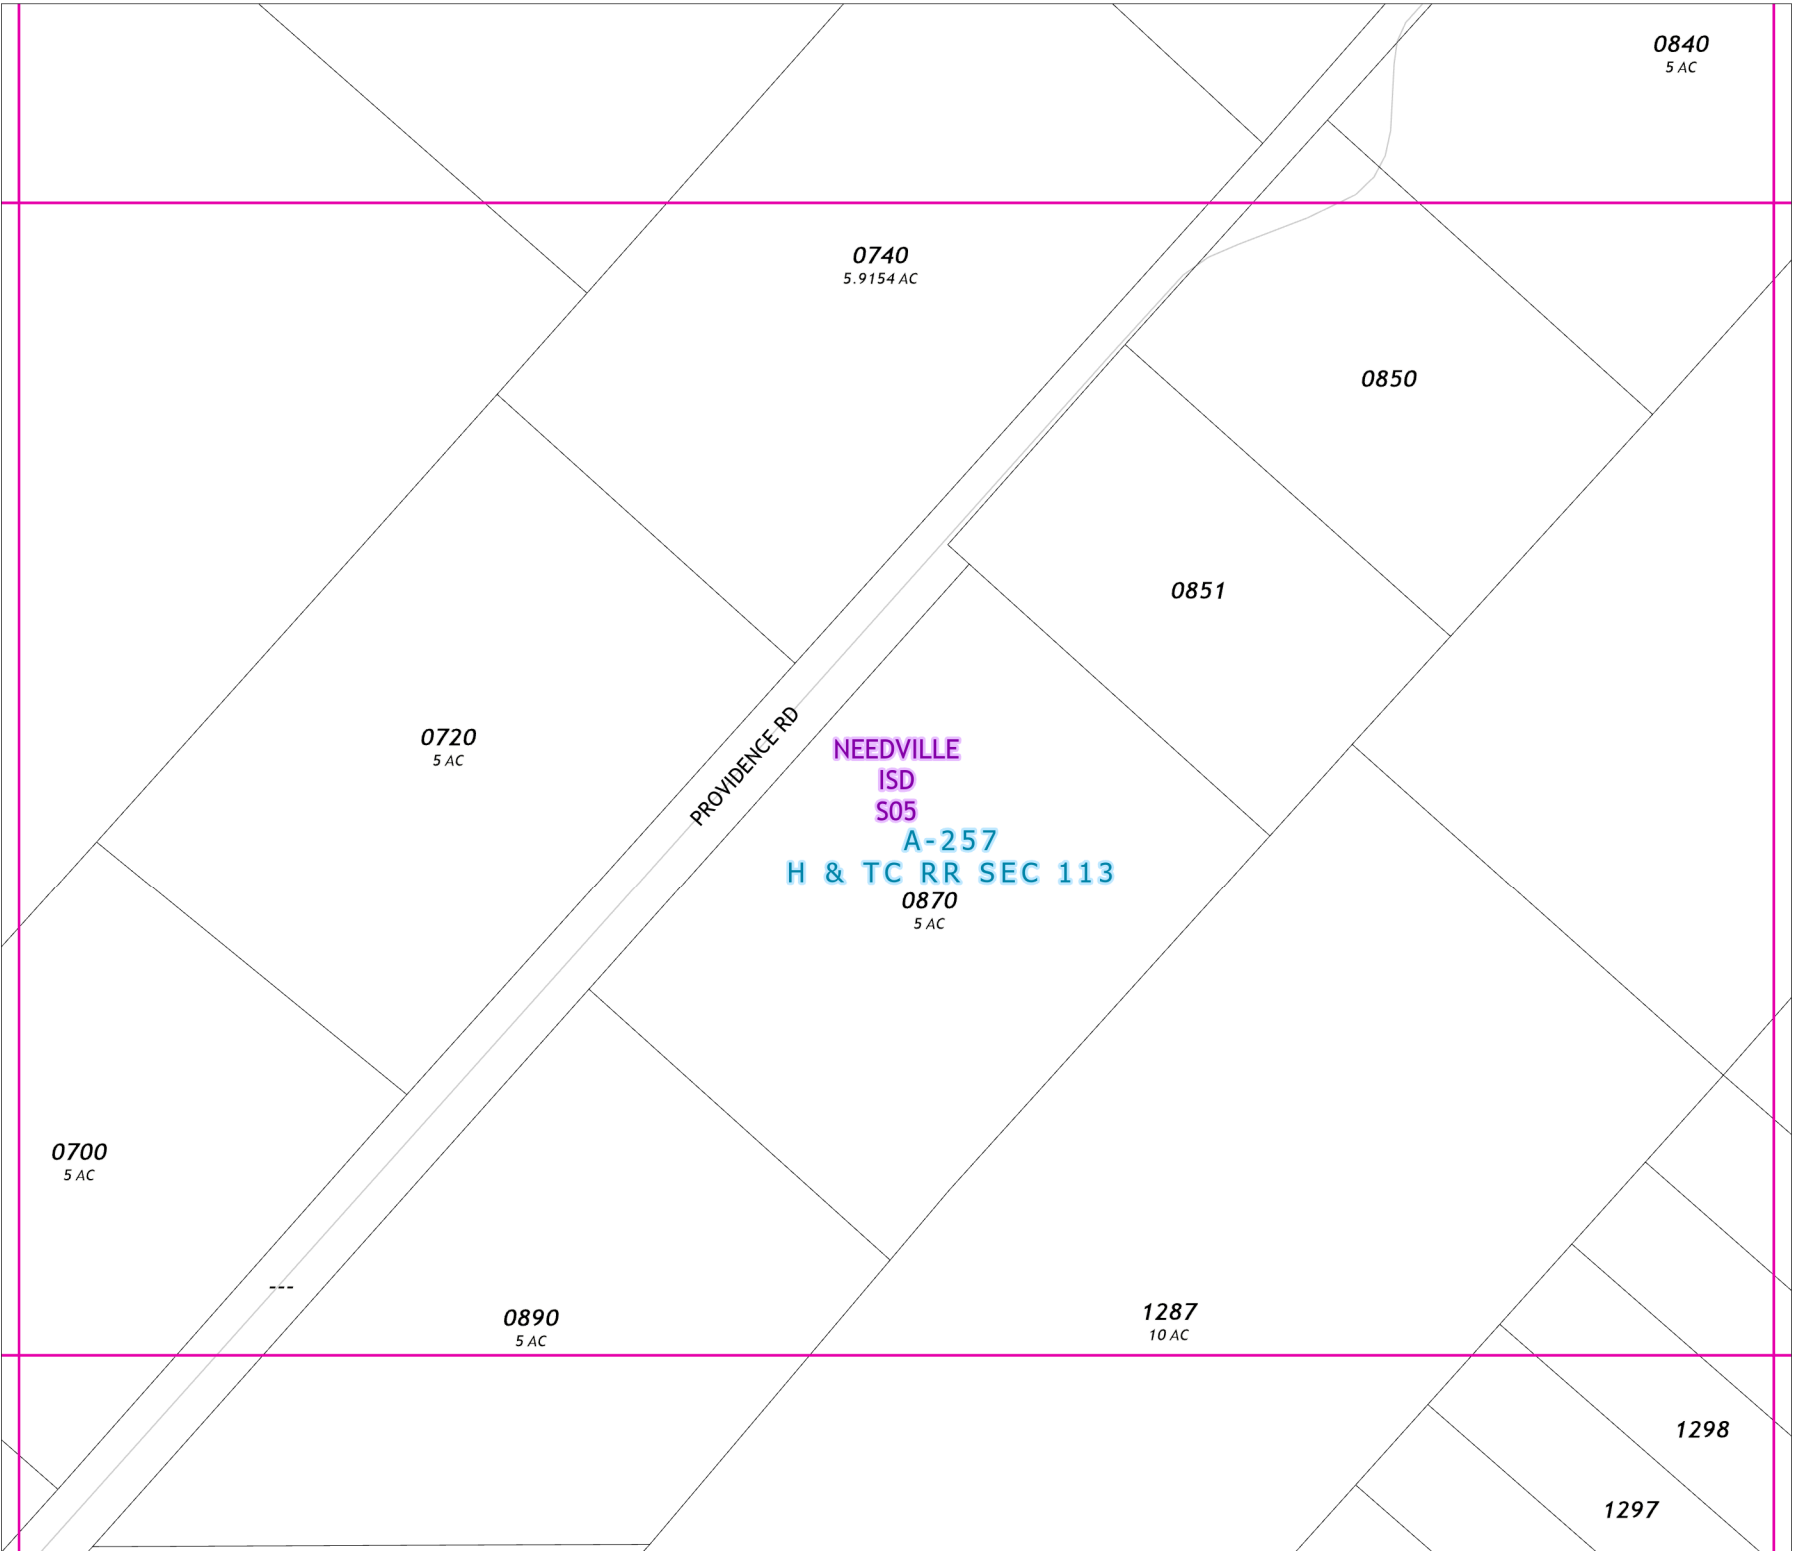 0840
5 AC
0740
5.9154 AC
0850
0851
0720
5 AC
PROVIDENCE RD
NEEDVILLE
ISD
S05
A-257
H & TC RR SEC 113
0870
5 AC
0700
5 AC
---
0890
5 AC
1287
10 AC
1298
1297